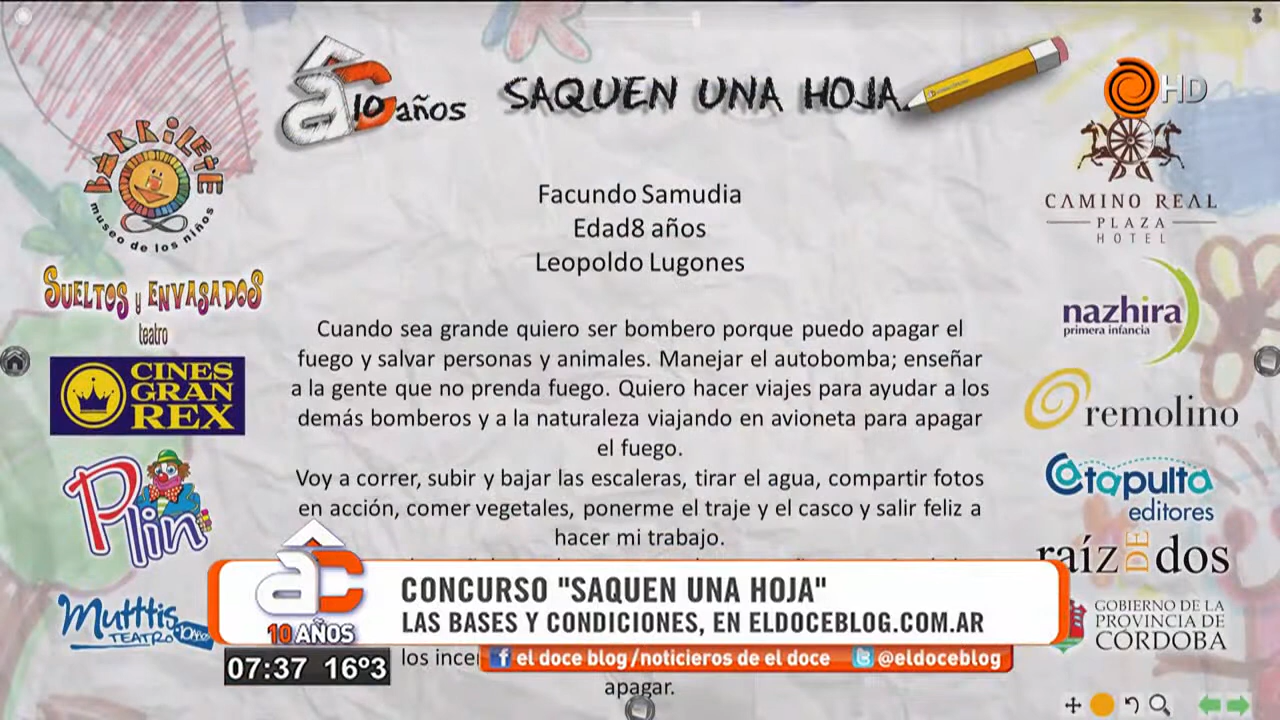 10 años
SAQUEN UNA HOJA.
HD
BARRILETE
museo de los niños
CAMINO REAL
PLAZA
HOTEL
Facundo Samudia
Edad8 años
Leopoldo Lugones
SUELTOS y ENVASADOS
teatro
nazhira
primera infancia
Cuando sea grande quiero ser bombero porque puedo apagar el
fuego y salvar personas y animales. Manejar el autobomba; enseñar
a la gente que no prenda fuego. Quiero hacer viajes para ayudar a los
demás bomberos y a la naturaleza viajando en avioneta para apagar
el fuego.
Voy a correr, subir y bajar las escaleras, tirar el agua, compartir fotos
en acción, comer vegetales, ponerme el traje y el casco y salir feliz a
hacer mi trabajo.
CINES
GRAN
REX
remolino
Plin
Catapulta
editores
raíz DE dos
Mutttis
TEATRO
GOBIERNO DE LA
PROVINCIA DE
CÓRDOBA
ac
10 AÑOS
CONCURSO "SAQUEN UNA HOJA"
LAS BASES Y CONDICIONES, EN ELDOCEBLOG.COM.AR
07:37 16°3
los
el doce blog/noticieros de el doce @eldoceblog
apagar.